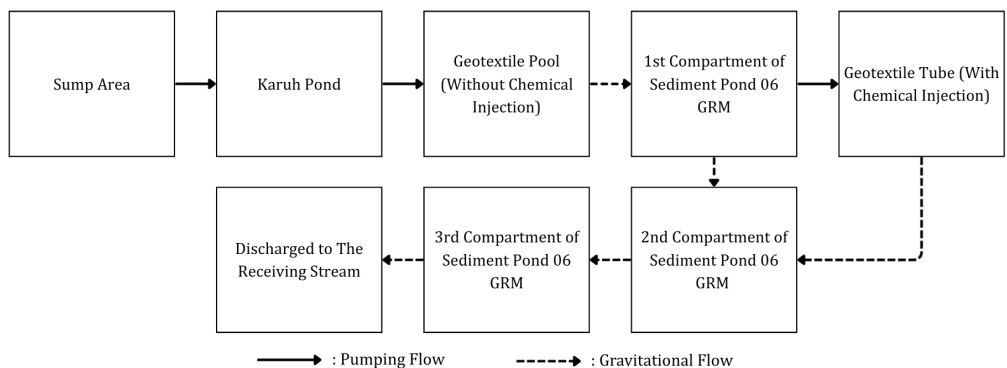 Sump Area
Karuh Pond
Geotextile Pool
(Without Chemical
Injection)
1st Compartment of
Sediment Pond 06
GRM
Geotextile Tube (With
Chemical Injection)
Discharged to The
Receiving Stream
3rd Compartment of
Sediment Pond 06
GRM
2nd Compartment of
Sediment Pond 06
GRM
: Pumping Flow
: Gravitational Flow